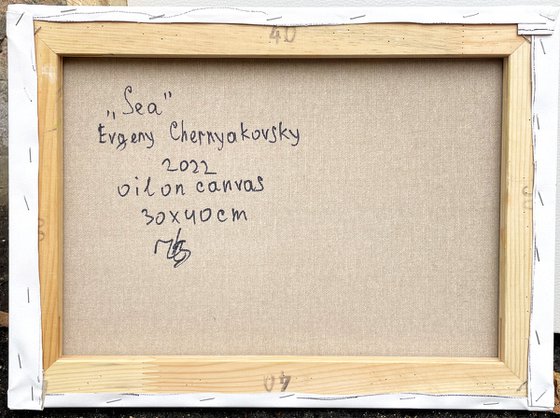 40
„Sea"
Evgeny Chernyakovsky
2022
oil on canvas
30x40cm
40